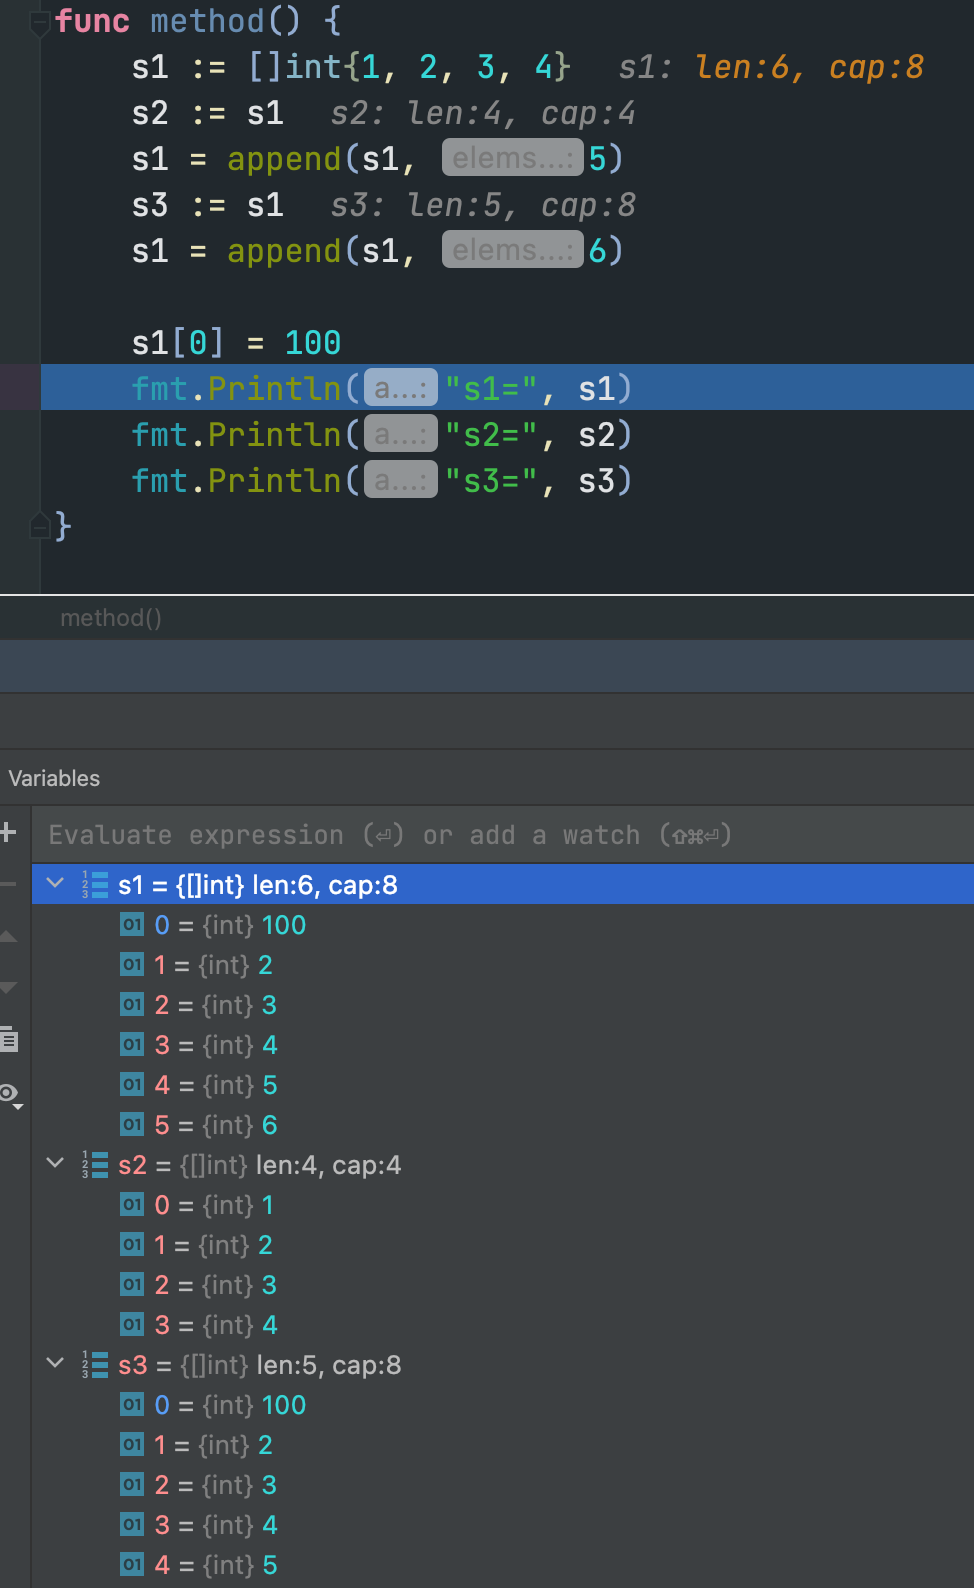 func method() {
s1 := []int{1, 2, 3, 4} s1: len:6, cap:8
s2 := s1 s2: len:4, cap:4
s1 = append(s1, elems...: 5)
s3 := s1 s3: len:5, cap:8
s1 = append(s1, elems...: 6)
s1[0] = 100
fmt.Println( a...: "s1=", s1)
fmt.Println( a...: "s2=", s2)
fmt.Println( a...: "s3=", s3)
}
method()
Variables
Evaluate expression (⏎) or add a watch (⇧⌘⏎)
s1 = {[]int} len:6, cap:8
01 0 = {int} 100
01 1 = {int} 2
01 2 = {int} 3
01 3 = {int} 4
01 4 = {int} 5
01 5 = {int} 6
s2 = {[]int} len:4, cap:4
01 0 = {int} 1
01 1 = {int} 2
01 2 = {int} 3
01 3 = {int} 4
s3 = {[]int} len:5, cap:8
01 0 = {int} 100
01 1 = {int} 2
01 2 = {int} 3
01 3 = {int} 4
01 4 = {int} 5